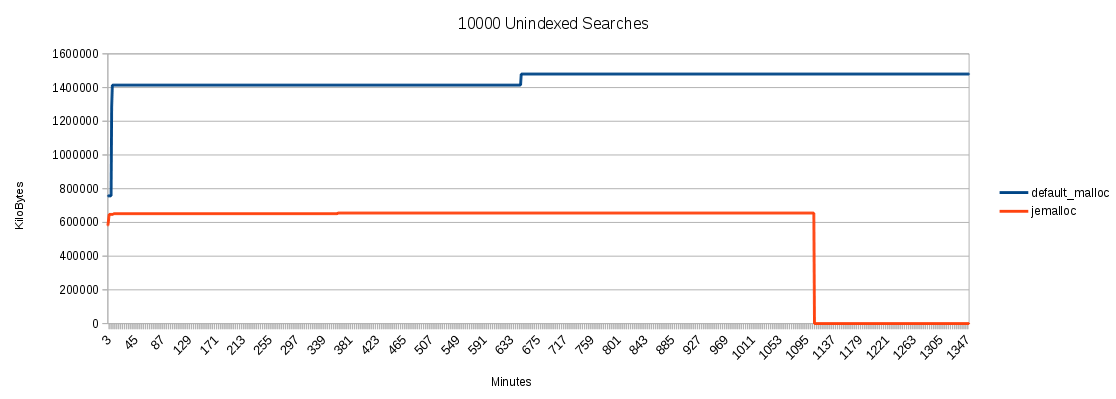 10000 Unindexed Searches
1600000
1400000
1200000
1000000
800000
600000
400000
200000
0
KiloBytes
3 45 87 129 171 213 255 297 339 381 423 465 507 549 591 633 675 717 759 801 843 885 927 969 1011 1053 1095 1137 1179 1221 1263 1305 1347
Minutes
default_malloc
jemalloc